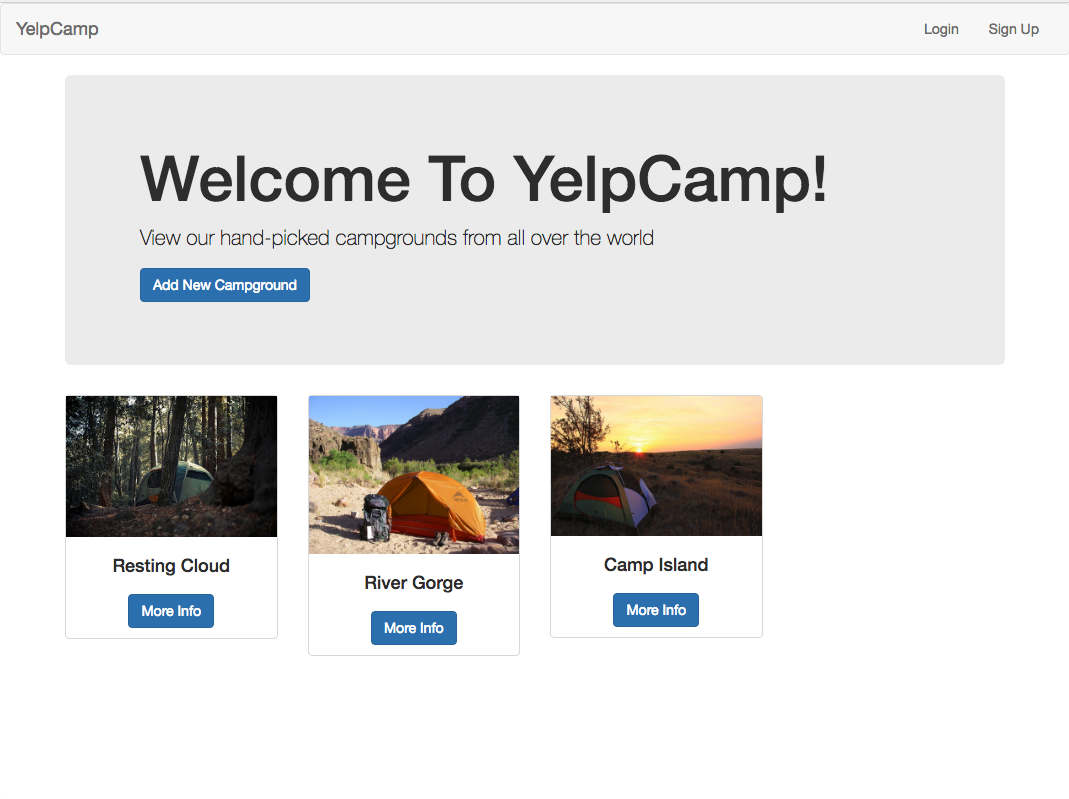 YelpCamp
Login
Sign Up
Welcome To YelpCamp!
View our hand-picked campgrounds from all over the world
Add New Campground
Resting Cloud
More Info
River Gorge
More Info
Camp Island
More Info